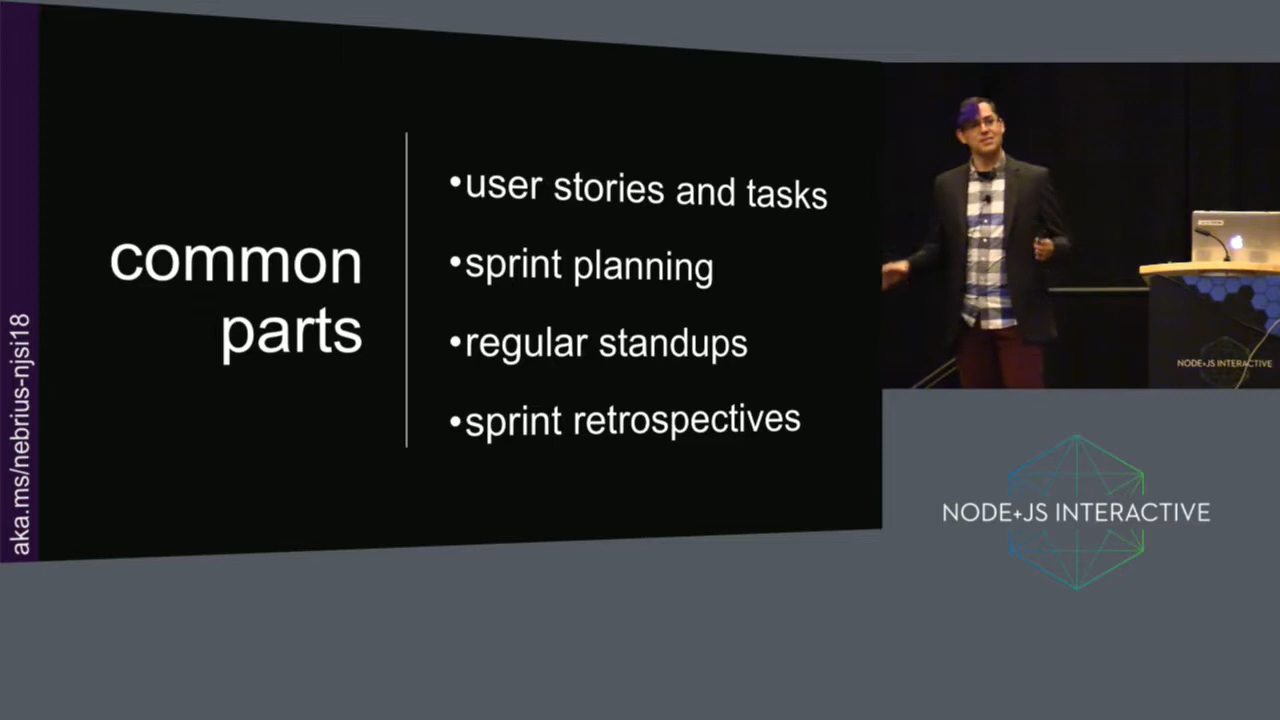 aka.ms/nebrius-njsi18
common
parts
•user stories and tasks
•sprint planning
•regular standups
•sprint retrospectives
NODE+JS INTERACTIVE
NODE+JS INTERACTIVE